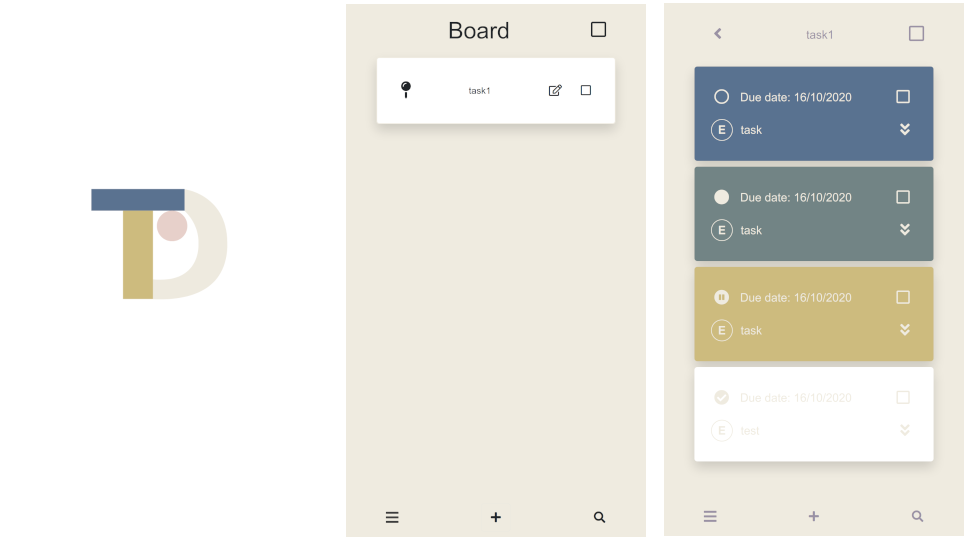 TD
Board
task1
task1
Due date: 16/10/2020
E task
Due date: 16/10/2020
E task
Due date: 16/10/2020
E task
Due date: 16/10/2020
E test